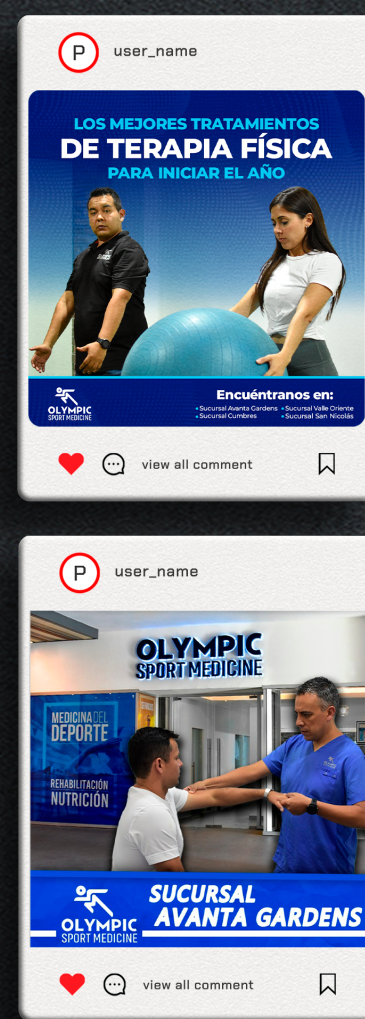 P user_name
LOS MEJORES TRATAMIENTOS
DE TERAPIA FÍSICA
PARA INICIAR EL AÑO
OLYMPIC
SPORT MEDICINE
Encuéntranos en:
• Sucursal Avanta Gardens • Sucursal Valle Oriente
• Sucursal Cumbres • Sucursal San Nicolás
view all comment
P user_name
OLYMPIC
SPORT MEDICINE
MEDICINA DEL
DEPORTE
REHABILITACIÓN
NUTRICIÓN
OLYMPIC
SPORT MEDICINE
SUCURSAL
AVANTA GARDENS
view all comment